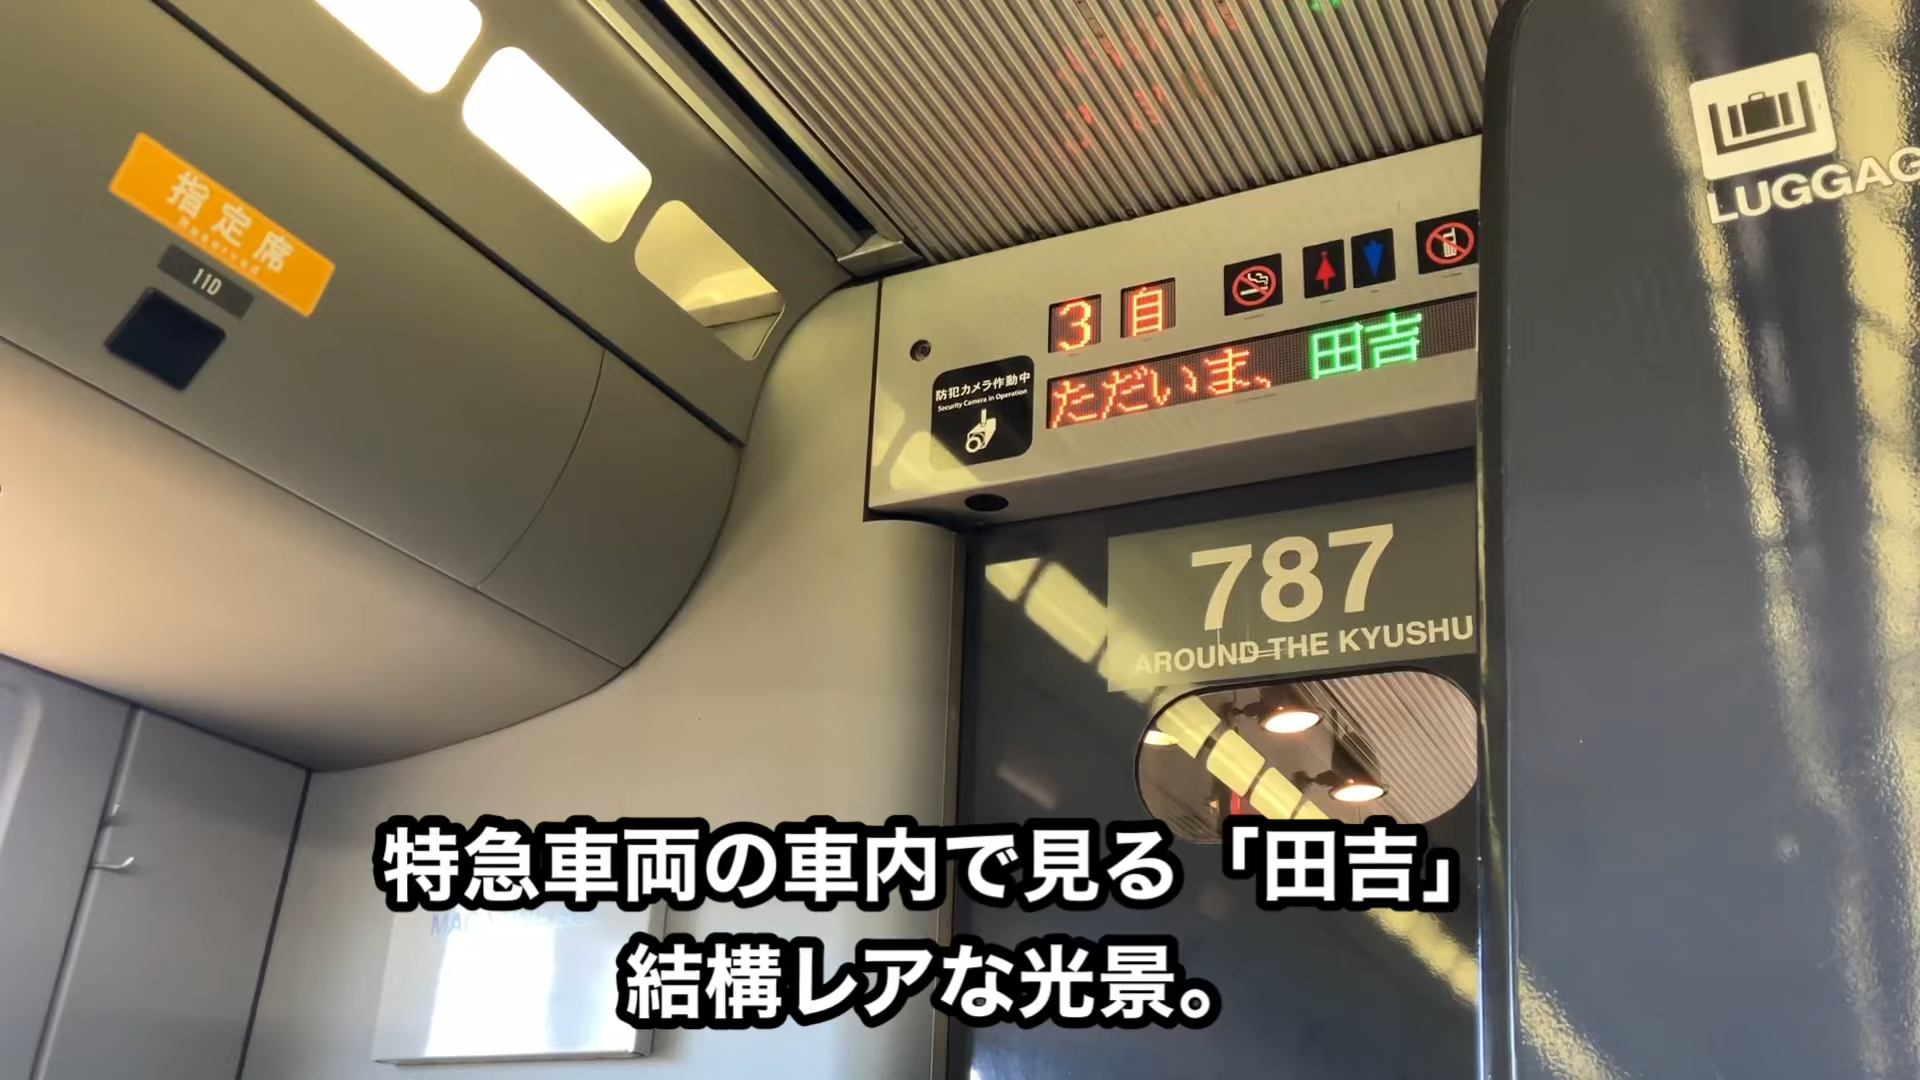 指定席
Reserved
11D
3 自
ただいま、田吉
防犯カメラ作動中
Security Camera in Operation
787
AROUND THE KYUSHU
LUGGAG
特急車両の車内で見る「田吉」
結構レアな光景。